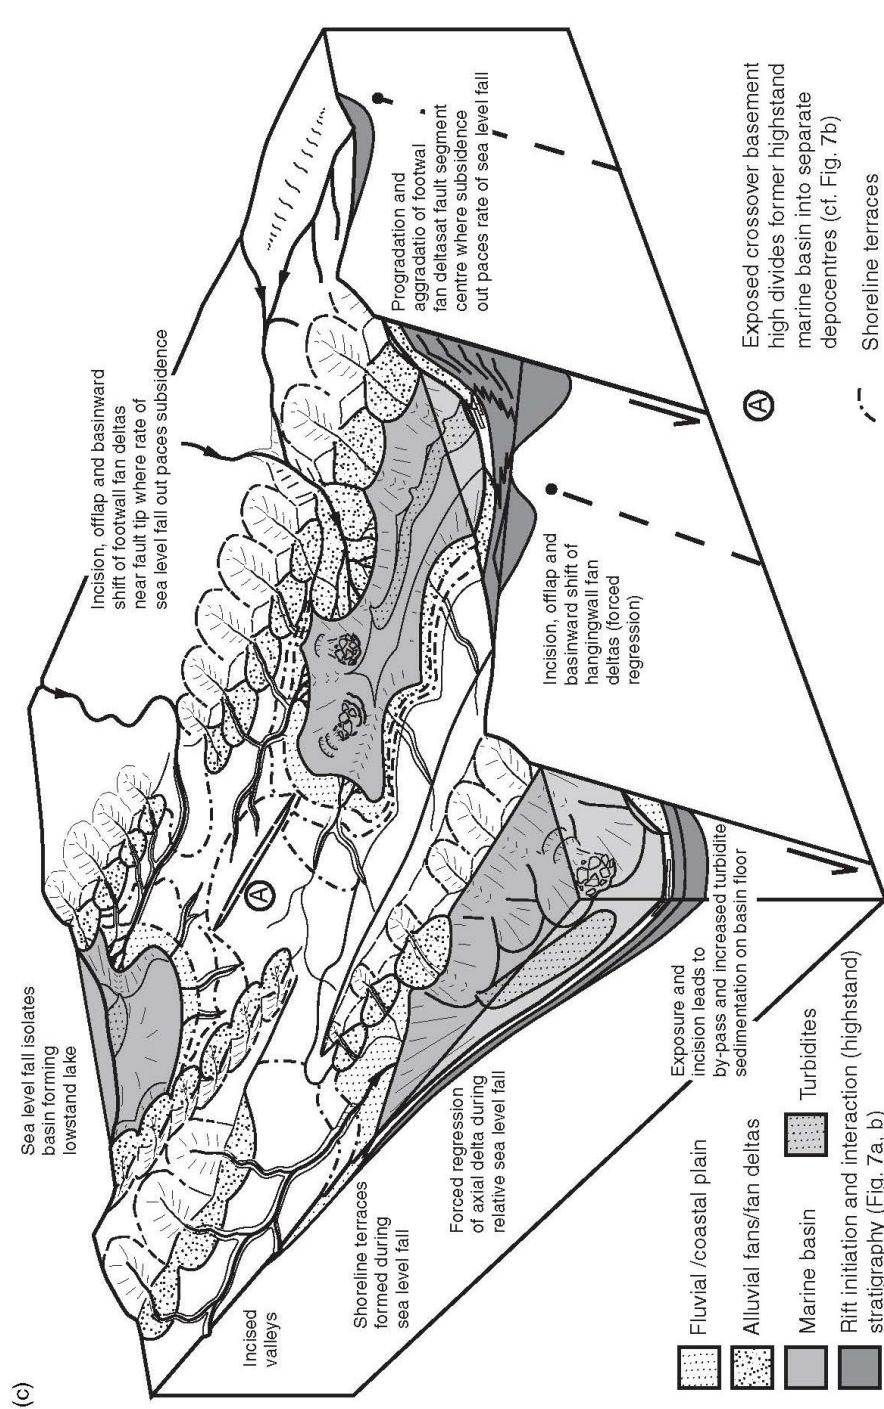 (c)
Sea level fall isolates
basin forming
lowstand lake
Incision, offlap and basinward
shift of footwall fan deltas
near fault tip where rate of
sea level fall out paces subsidence
Progradation and
aggradatio of footwal
fan deltasat fault segment
centre where subsidence
out paces rate of sea level fall
Incised
valleys
Shoreline terraces
formed during
sea level fall
Forced regression
of axial delta during
relative sea level fall
Exposure and
incision leads to
by-pass and increased turbidite
sedimentation on basin floor
Incision, offlap and
basinward shift of
hangingwall fan
deltas (forced
regression)
A
Fluvial /coastal plain
Alluvial fans/fan deltas
Marine basin
Turbidites
Rift initiation and interaction (highstand)
stratigraphy (Fig. 7a, b)
A
Exposed crossover basement
high divides former highstand
marine basin into separate
depocentres (cf. Fig. 7b)
Shoreline terraces